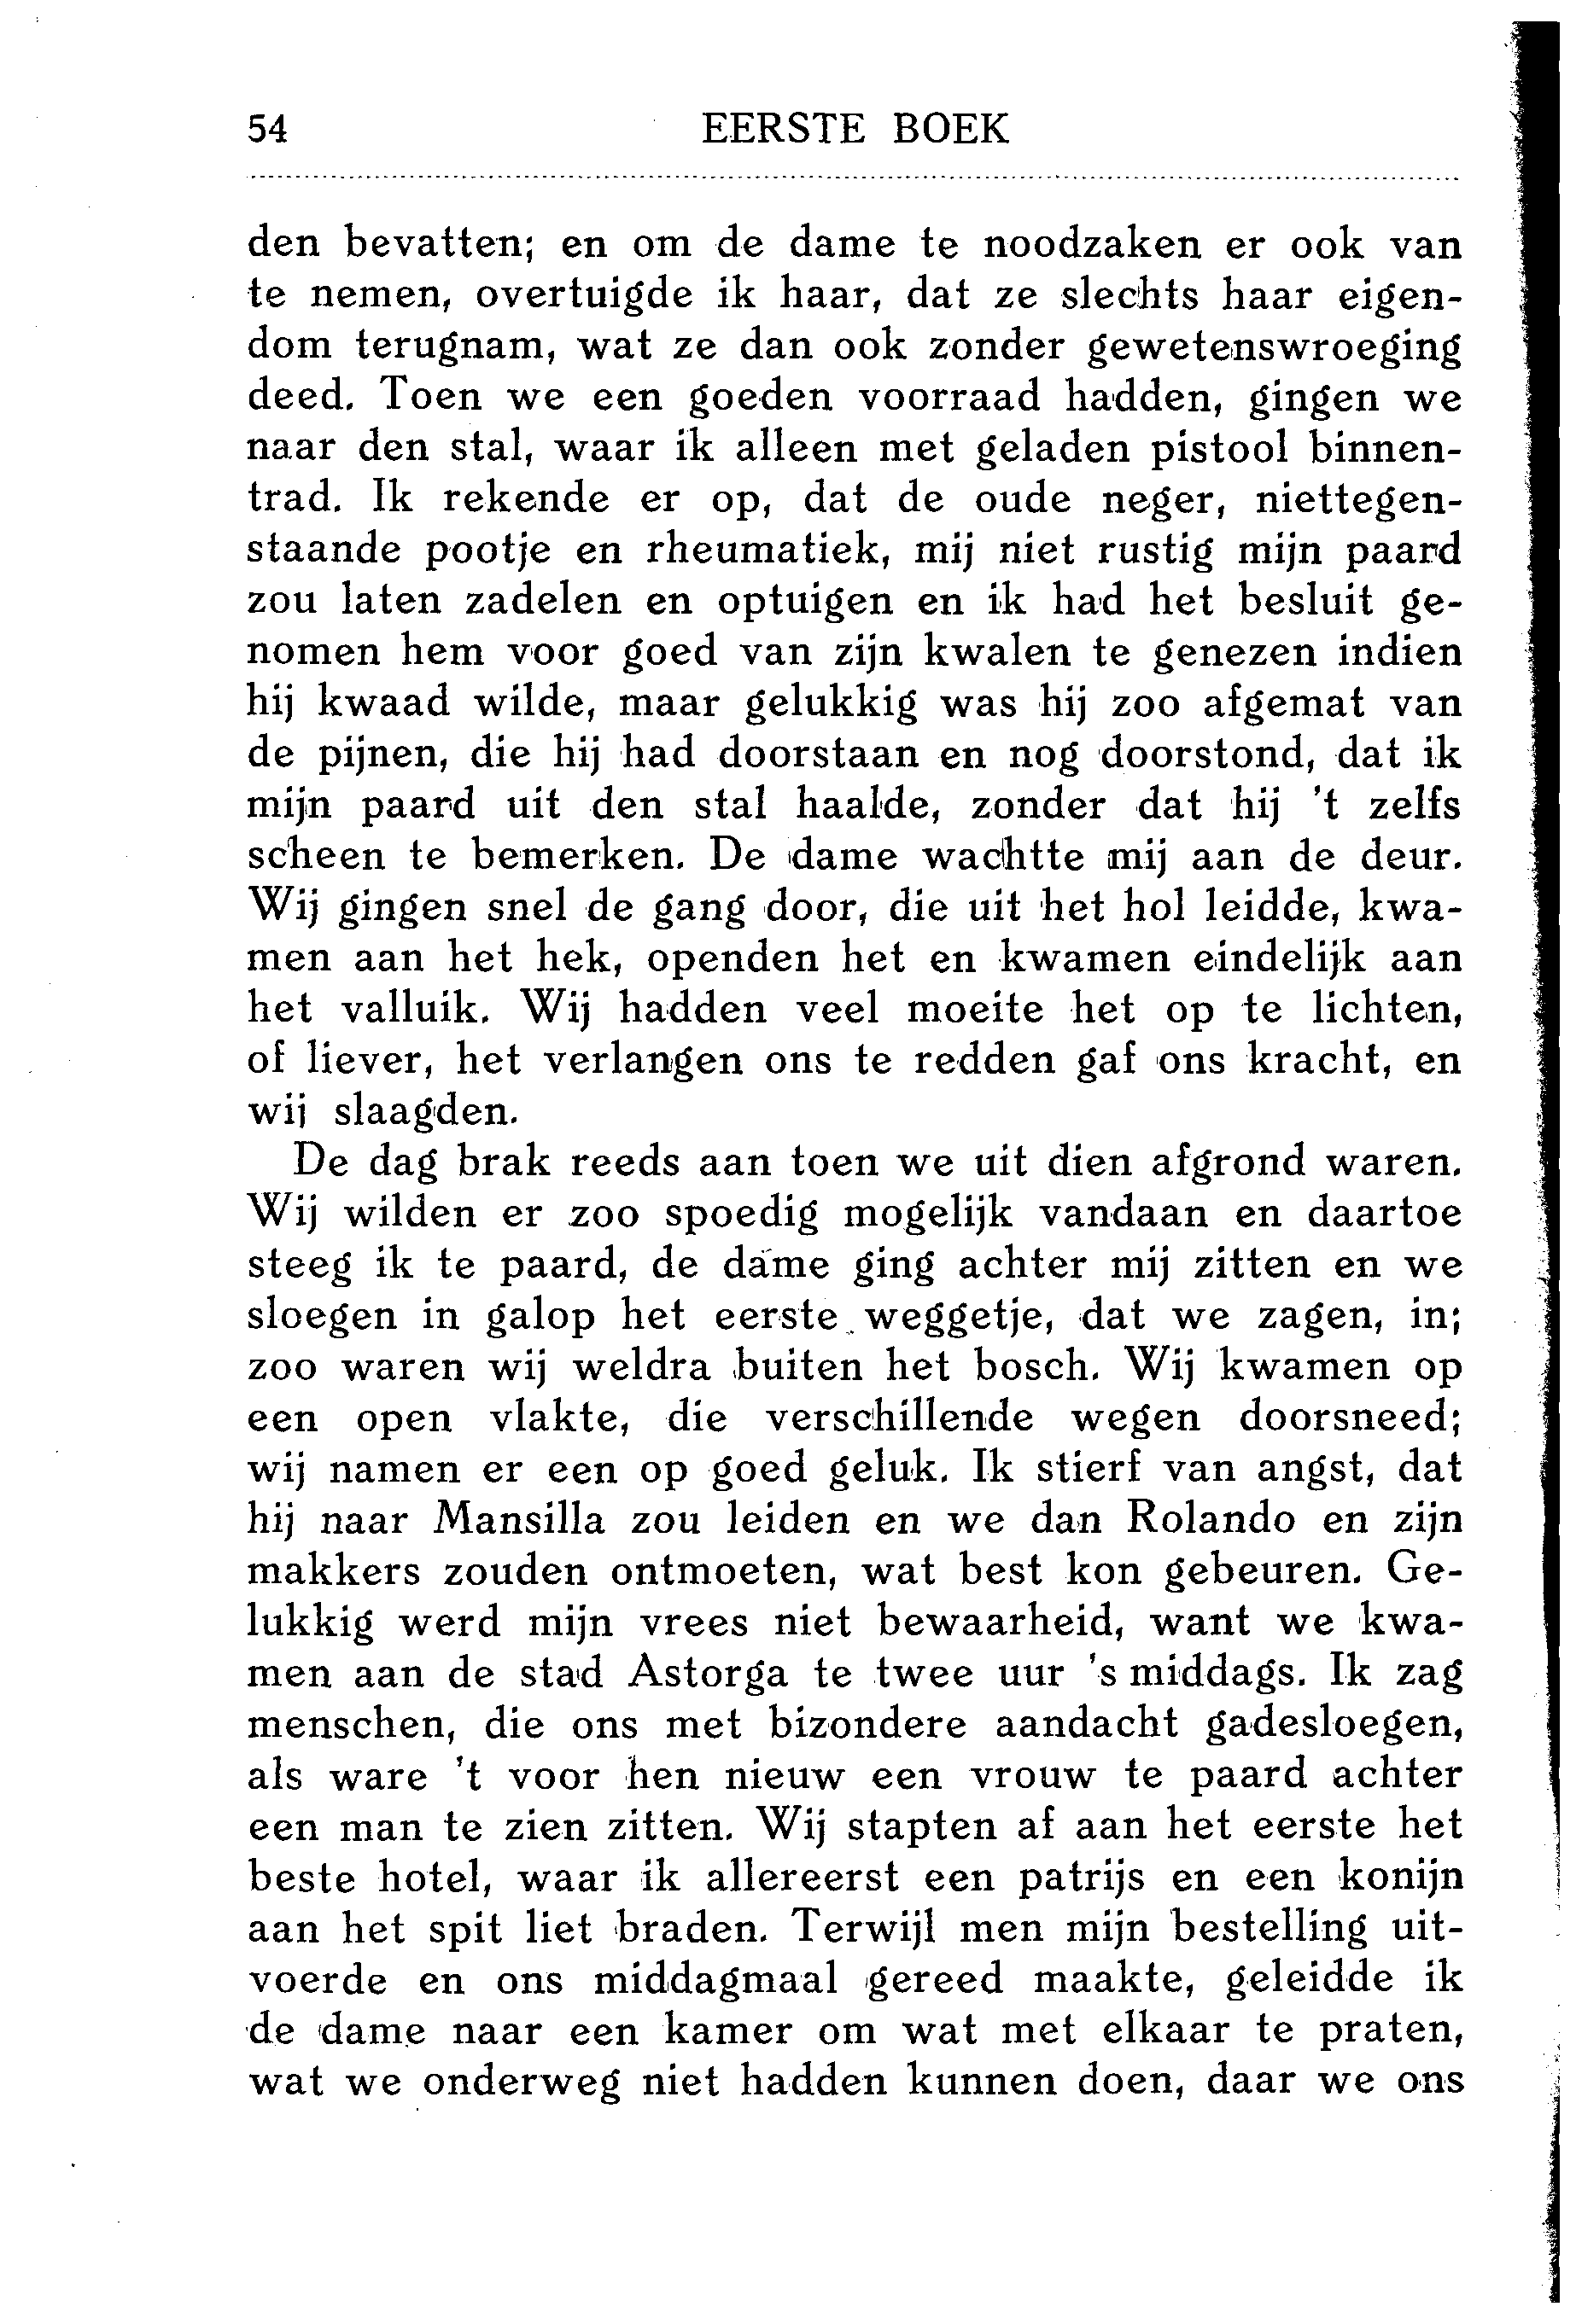 54 EERSTE BOEK
den bevatten; en om de dame te noodzaken er ook van
te nemen, overtuigde ik haar, dat ze slechts haar eigen-
dom terugnam, wat ze dan ook zonder gewetenswroeging
deed. Toen we een goeden voorraad hadden, gingen we
naar den stal, waar ik alleen met geladen pistool binnen-
trad. Ik rekende er op, dat de oude neger, niettegen-
staande pootje en rheumatiek, mij niet rustig mijn paard
zou laten zadelen en optuigen en ik had het besluit ge-
nomen hem voor goed van zijn kwalen te genezen indien
hij kwaad wilde, maar gelukkig was hij zoo afgemat van
de pijnen, die hij had doorstaan en nog doorstond, dat ik
mijn paard uit den stal haalde, zonder dat hij 't zelfs
scheen te bemerken. De dame wachtte mij aan de deur.
Wij gingen snel de gang door, die uit het hol leidde, kwa-
men aan het hek, openden het en kwamen eindelijk aan
het valluik. Wij hadden veel moeite het op te lichten,
of liever, het verlangen ons te redden gaf ons kracht, en
wij slaagden.
De dag brak reeds aan toen we uit dien afgrond waren.
Wij wilden er zoo spoedig mogelijk vandaan en daartoe
steeg ik te paard, de dame ging achter mij zitten en we
sloegen in galop het eerste weggetje, dat we zagen, in;
zoo waren wij weldra buiten het bosch. Wij kwamen op
een open vlakte, die verschillende wegen doorsneed;
wij namen er een op goed geluk. Ik stierf van angst, dat
hij naar Mansilla zou leiden en we dan Rolando en zijn
makkers zouden ontmoeten, wat best kon gebeuren. Ge-
lukkig werd mijn vrees niet bewaarheid, want we kwa-
men aan de stad Astorga te twee uur 's middags. Ik zag
menschen, die ons met bizondere aandacht gadesloegen,
als ware 't voor hen nieuw een vrouw te paard achter
een man te zien zitten. Wij stapten af aan het eerste het
beste hotel, waar ik allereerst een patrijs en een konijn
aan het spit liet braden. Terwijl men mijn bestelling uit-
voerde en ons middagmaal gereed maakte, geleidde ik
de dame naar een kamer om wat met elkaar te praten,
wat we onderweg niet hadden kunnen doen, daar we ons